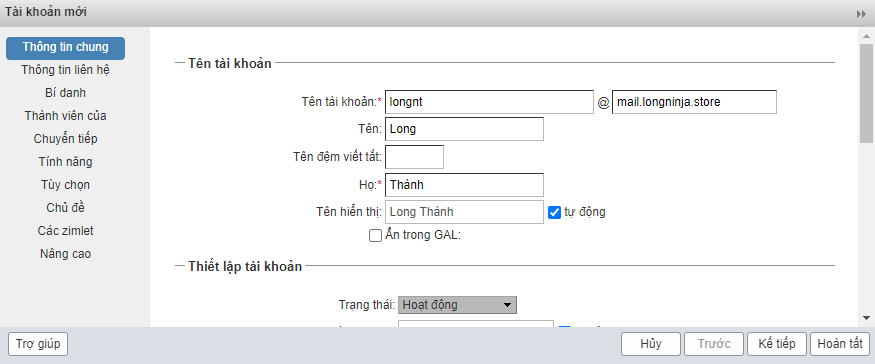 Tài khoản mới
Thông tin chung
Thông tin liên hệ
Bí danh
Thành viên của
Chuyển tiếp
Tính năng
Tùy chọn
Chủ đề
Các zimlet
Nâng cao
Tên tài khoản
Tên tài khoản:* longnt @ mail.longninja.store
Tên: Long
Tên đệm viết tắt:
Họ:* Thành
Tên hiển thị: Long Thành tự động
Ẩn trong GAL:
Thiết lập tài khoản
Trạng thái: Hoạt động
Trợ giúp Hủy Trước Kế tiếp Hoàn tất